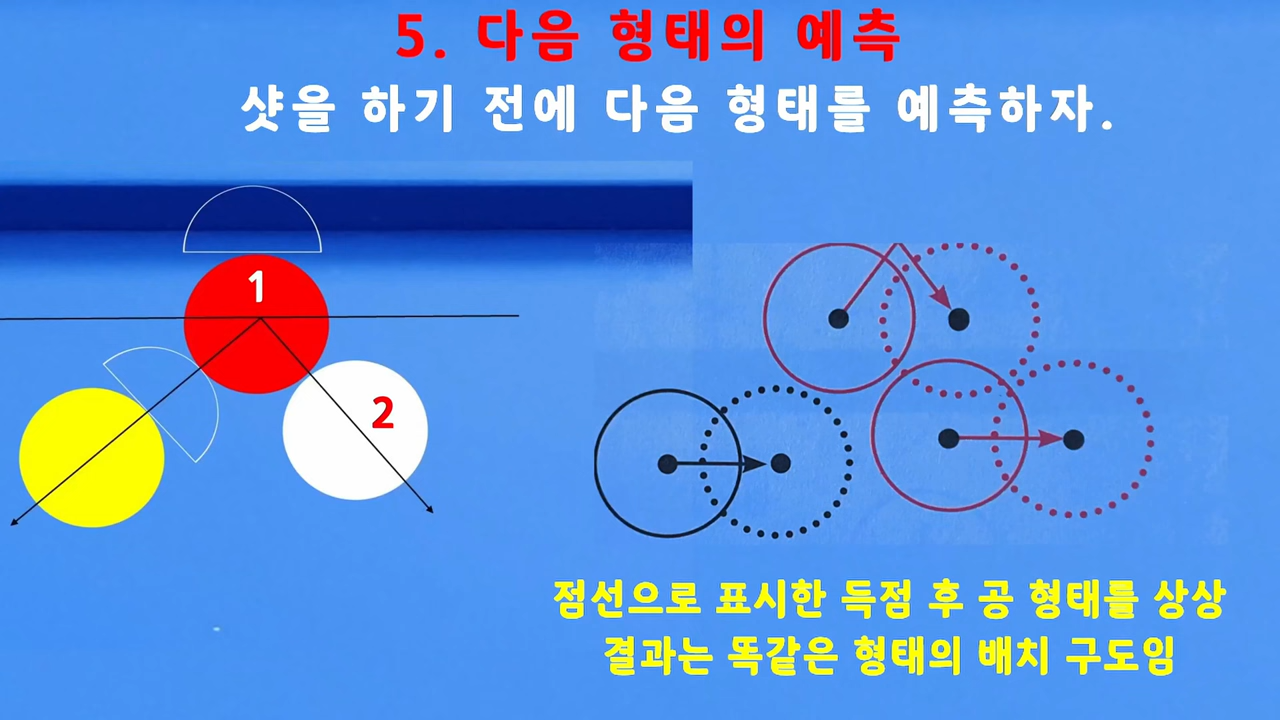 5. 다음 형태의 예측
샷을 하기 전에 다음 형태를 예측하자.
1
2
점선으로 표시한 득점 후 공 형태를 상상
결과는 똑같은 형태의 배치 구도임